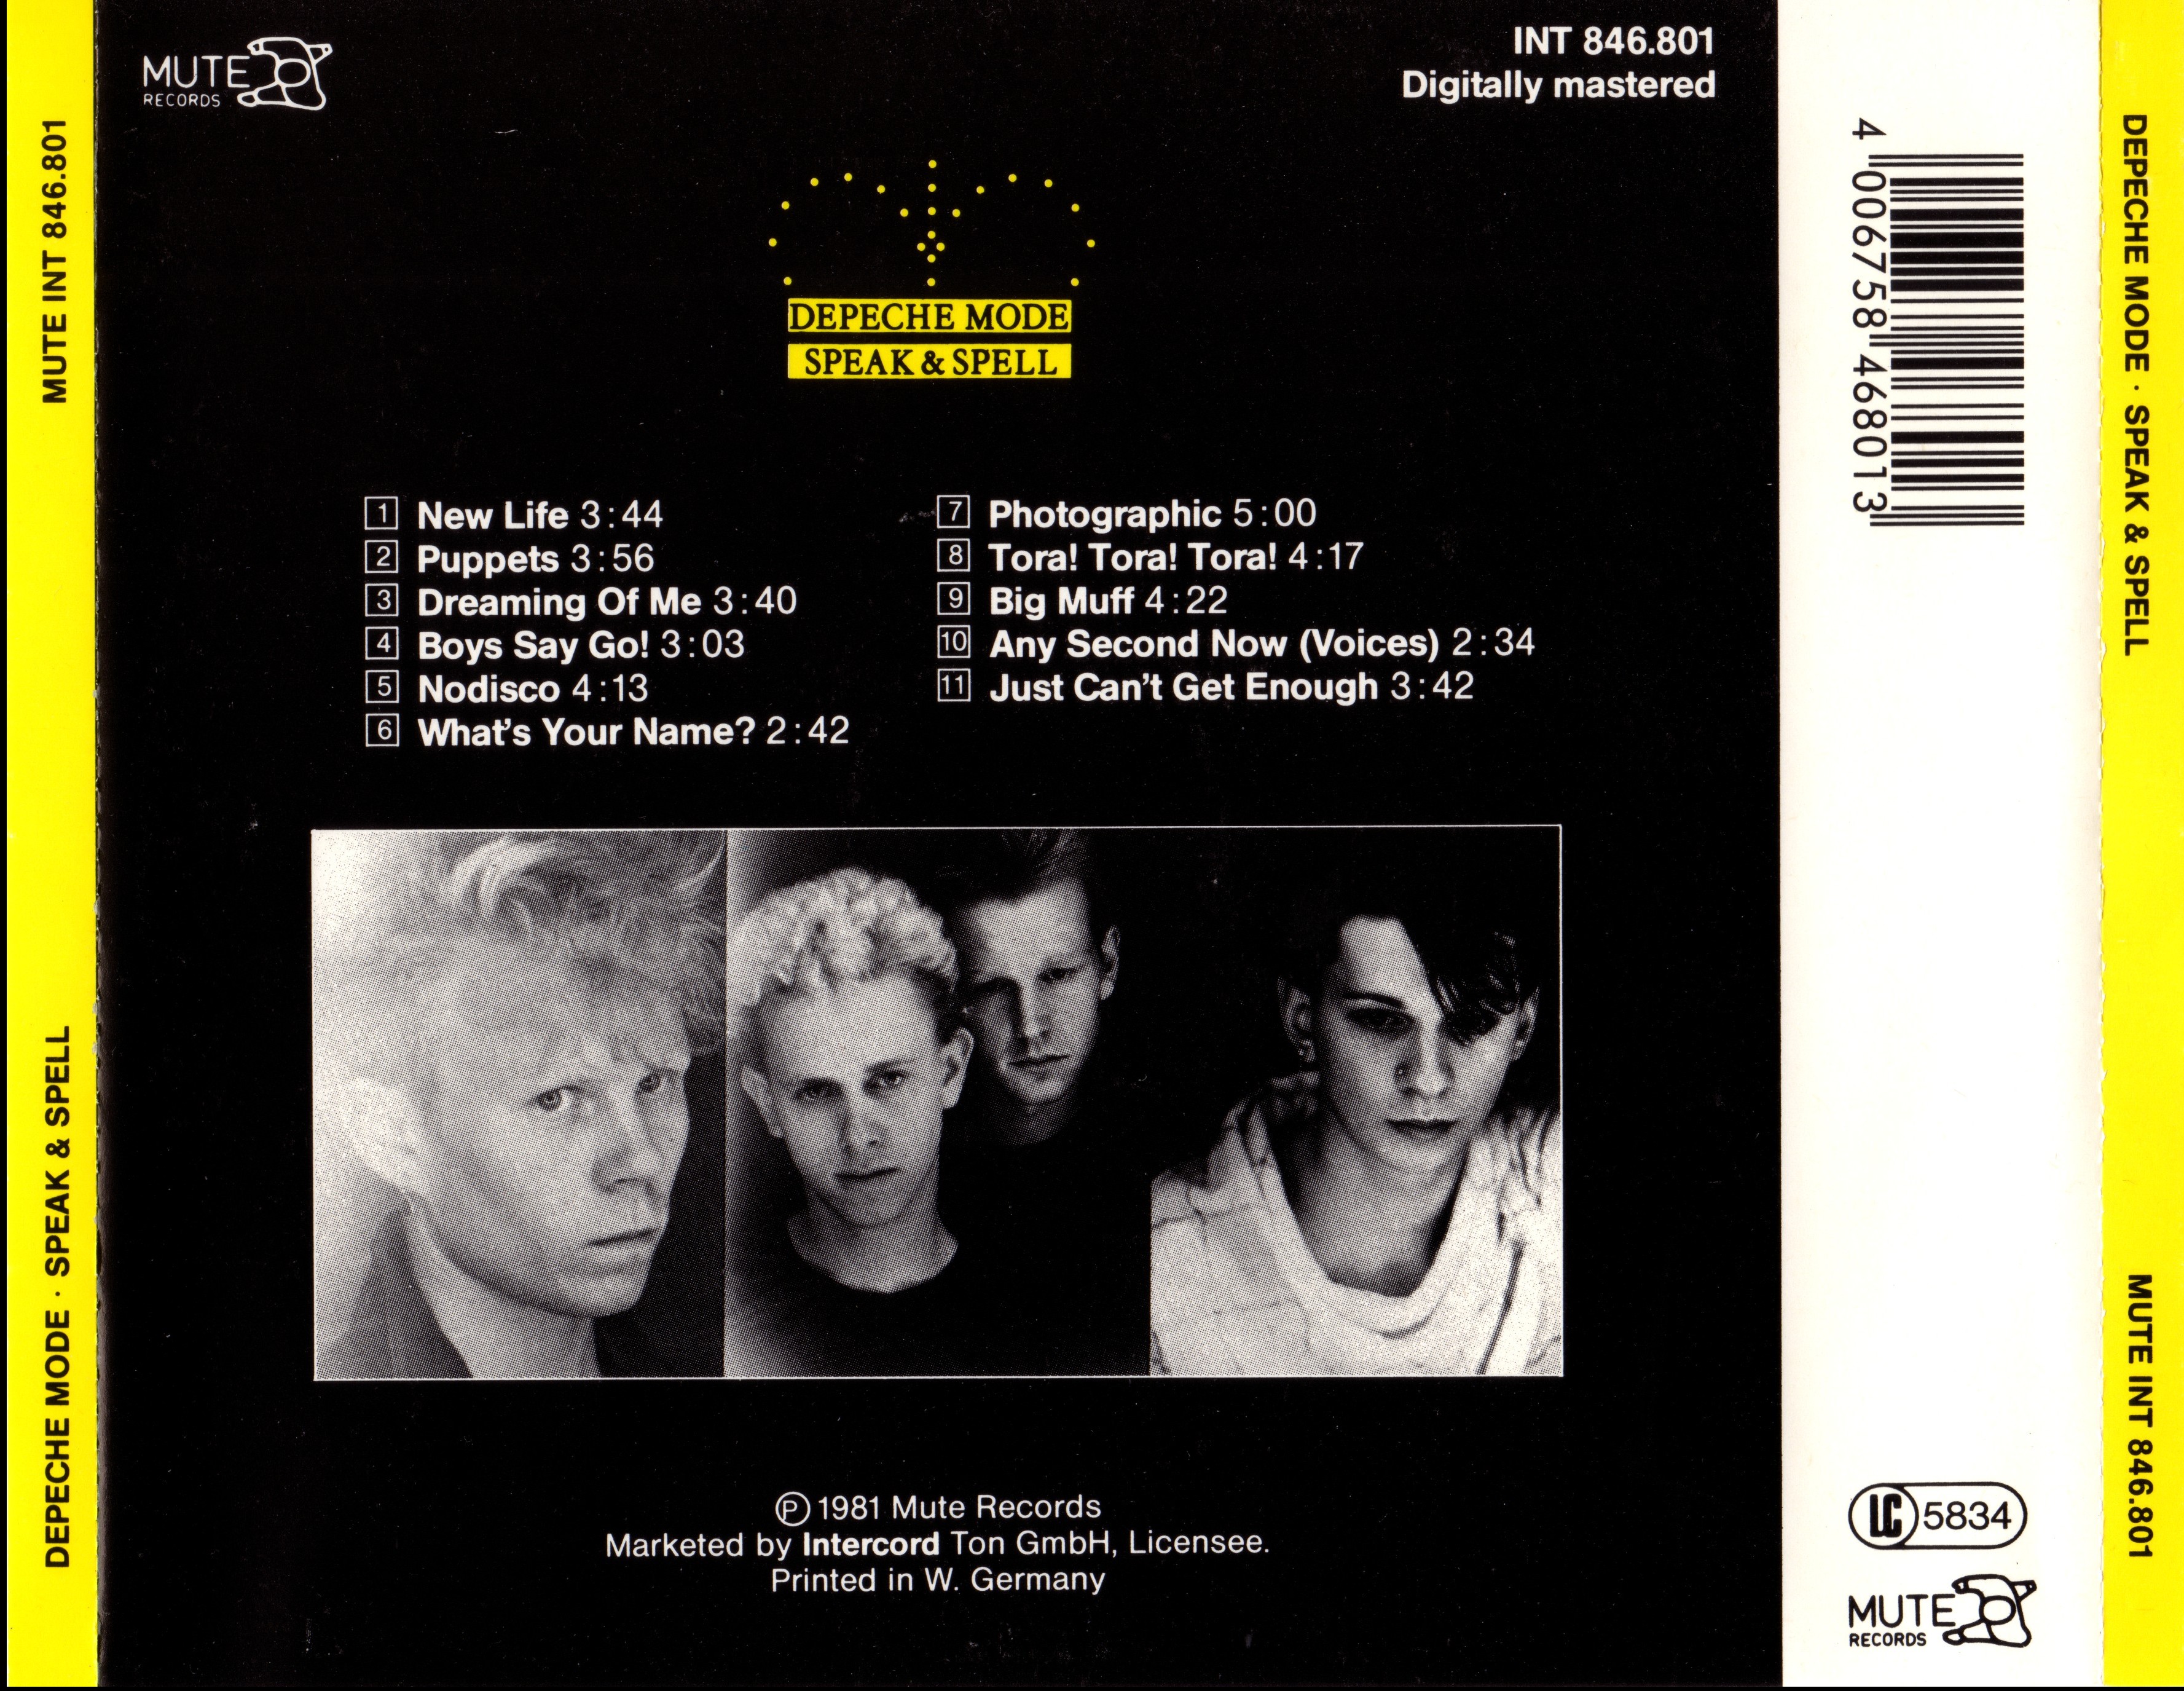 MUTE INT 846.801
DEPECHE MODE · SPEAK & SPELL
MUTE
RECORDS
INT 846.801
Digitally mastered
DEPECHE MODE
SPEAK & SPELL
1 New Life 3:44
2 Puppets 3:56
3 Dreaming Of Me 3:40
4 Boys Say Go! 3:03
5 Nodisco 4:13
6 What's Your Name? 2:42
7 Photographic 5:00
8 Tora! Tora! Tora! 4:17
9 Big Muff 4:22
10 Any Second Now (Voices) 2:34
11 Just Can't Get Enough 3:42
Ⓟ 1981 Mute Records
Marketed by Intercord Ton GmbH, Licensee.
Printed in W. Germany
4 006758 468013
LC 5834
MUTE
RECORDS
DEPECHE MODE · SPEAK & SPELL
MUTE INT 846.801